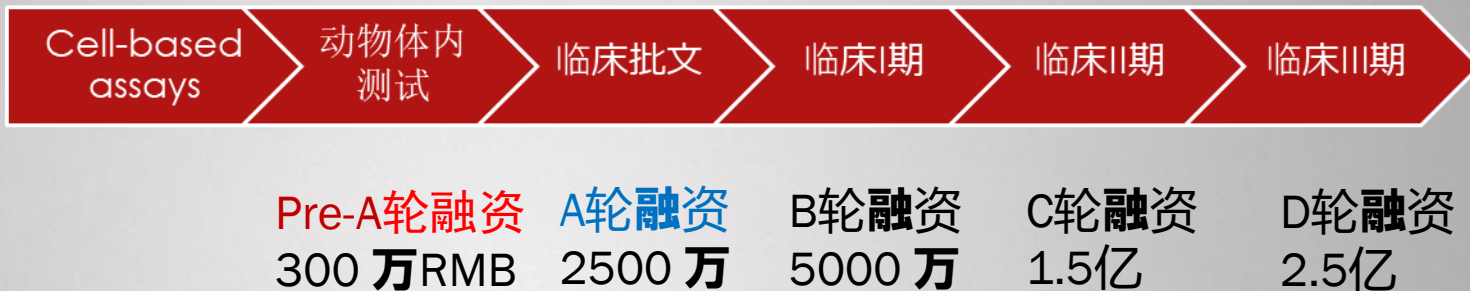 Cell-based
assays
动物体内
测试
临床批文
临床I期
临床II期
临床III期
Pre-A轮融资
300 万RMB
A轮融资
2500 万
B轮融资
5000 万
C轮融资
1.5亿
D轮融资
2.5亿